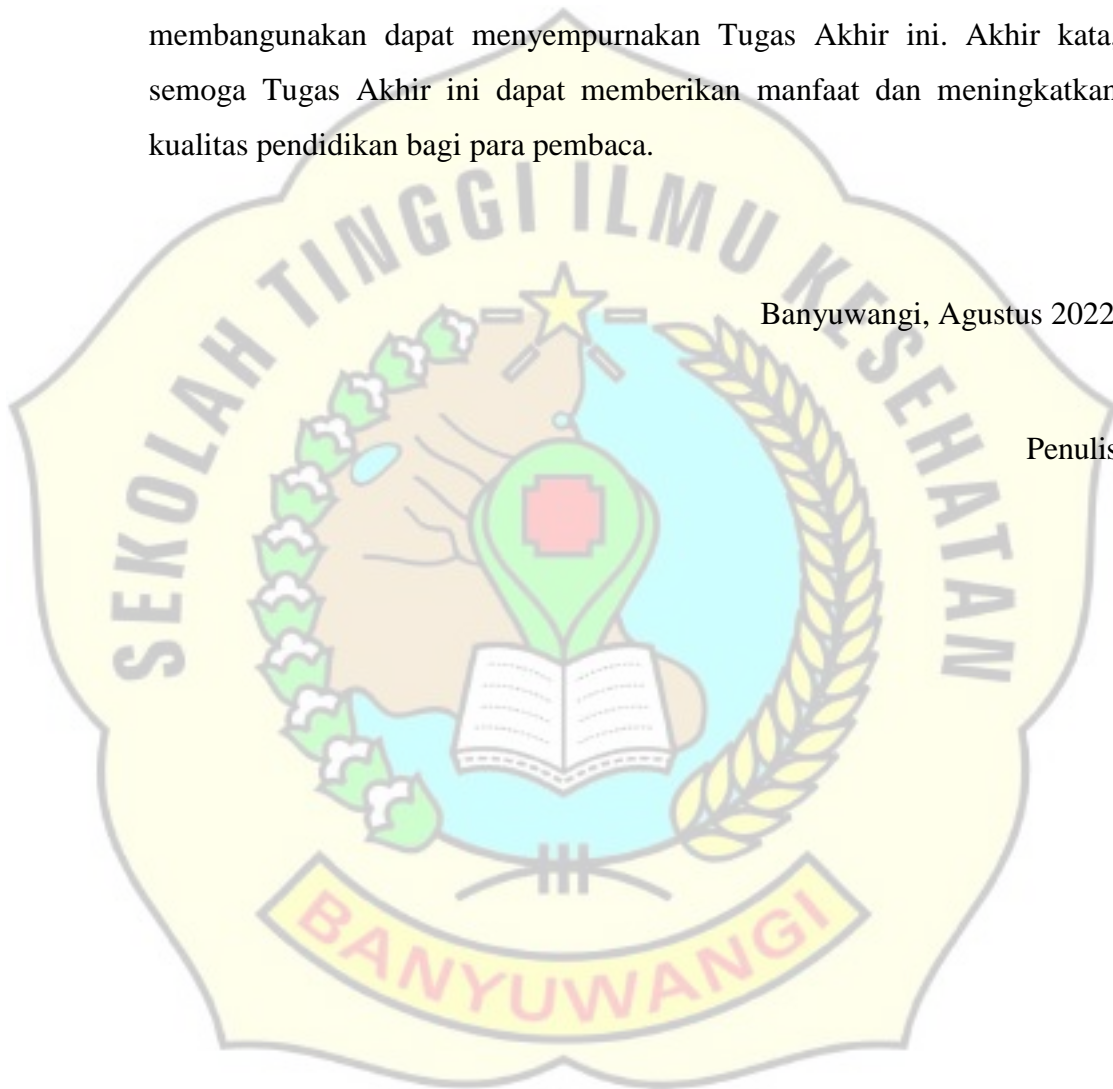 membangunakan dapat menyempurnakan Tugas Akhir ini. Akhir kata,
semoga Tugas Akhir ini dapat memberikan manfaat dan meningkatkan
kualitas pendidikan bagi para pembaca.
SEKOLAH TINGGI ILMU KESEHATAN
Banyuwangi, Agustus 2022
Penulis
BANYUWANGI